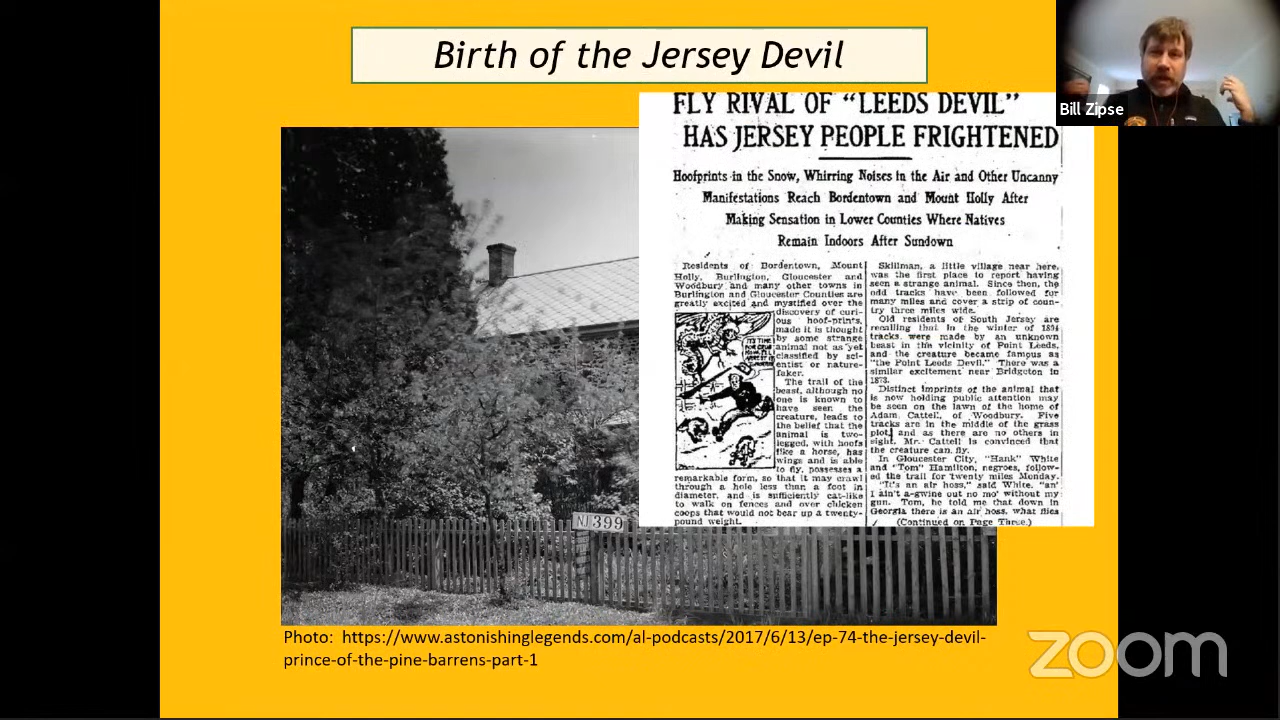 Birth of the Jersey Devil
Bill Zipse
FLY RIVAL OF "LEEDS DEVIL"
HAS JERSEY PEOPLE FRIGHTENED
Hoofprints in the Snow, Whirring Noises in the Air and Other Uncanny
Manifestations Reach Bordentown and Mount Holly After
Making Sensation in Lower Counties Where Natives
Remain Indoors After Sundown
Residents of Bordentown, Mount
Holly, Burlington, Gloucester and
Woodbury and many other towns in
Burlington and Gloucester Counties are
greatly excited and mystified over the
discovery of curi-
ous hoof-prints,
made it is thought
by some strange
animal not as yet
classified by sci-
entist or nature-
faker.
The trail of the
beast, although no
one is known to
have seen the
creature, leads to
the belief that the
animal is two-
legged, with hoofs
like a horse, has
wings and is able
to fly, possesses a
remarkable form, so that it may crawl
through a hole less than a foot in
diameter, and is sufficiently cat-like
to walk on fences and over chicken
coops that would not bear up a twenty-
pound weight.
Skillman, a little village near here,
was the first place to report having
seen a strange animal. Since then, the
odd tracks have been followed for
many miles and cover a strip of coun-
try three miles wide.
Old residents of South Jersey are
recalling that in the winter of 1894
tracks were made by an unknown
beast in the vicinity of Point Leeds,
and the creature became famous as
"the Point Leeds Devil." There was a
similar excitement near Bridgeton in
1873.
Distinct imprints of the animal that
is now holding public attention may
be seen on the lawn of the home of
Adam Cattell, of Woodbury. Five
tracks are in the middle of the grass
plot, and as there are no others in
sight, Mr. Cattell is convinced that
the creature can fly.
In Gloucester City, "Hank" White
and "Tom" Hamilton, negroes, follow-
ed the trail for twenty miles Monday.
"It's an air hoss," said White, "an'
I ain't a-gwine out no mo' without my
gun. Tom, he told me that down in
Georgia there is an air hoss, what flies
(Continued on Page Three.)
NJ 399
Photo: https://www.astonishinglegends.com/al-podcasts/2017/6/13/ep-74-the-jersey-devil-
prince-of-the-pine-barrens-part-1
zoom